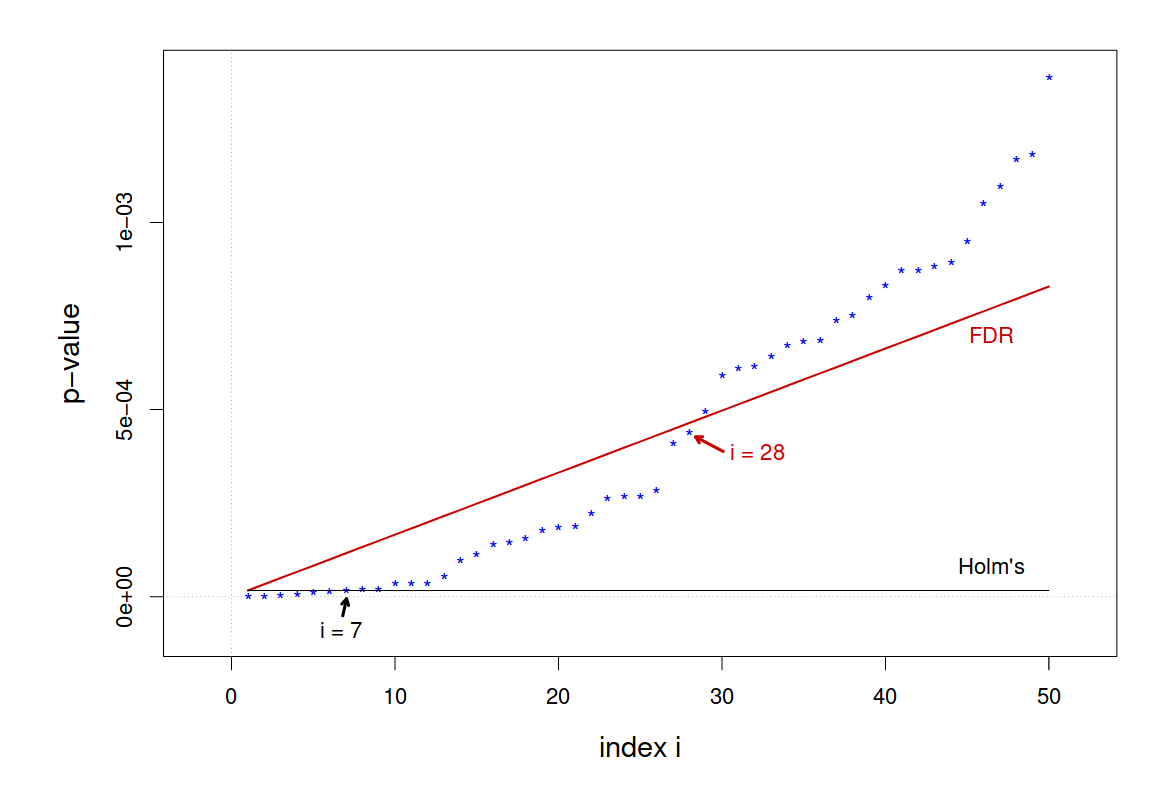 1e−03
5e−04
0e+00
p−value
FDR
i = 28
Holm's
i = 7
0 10 20 30 40 50
index i